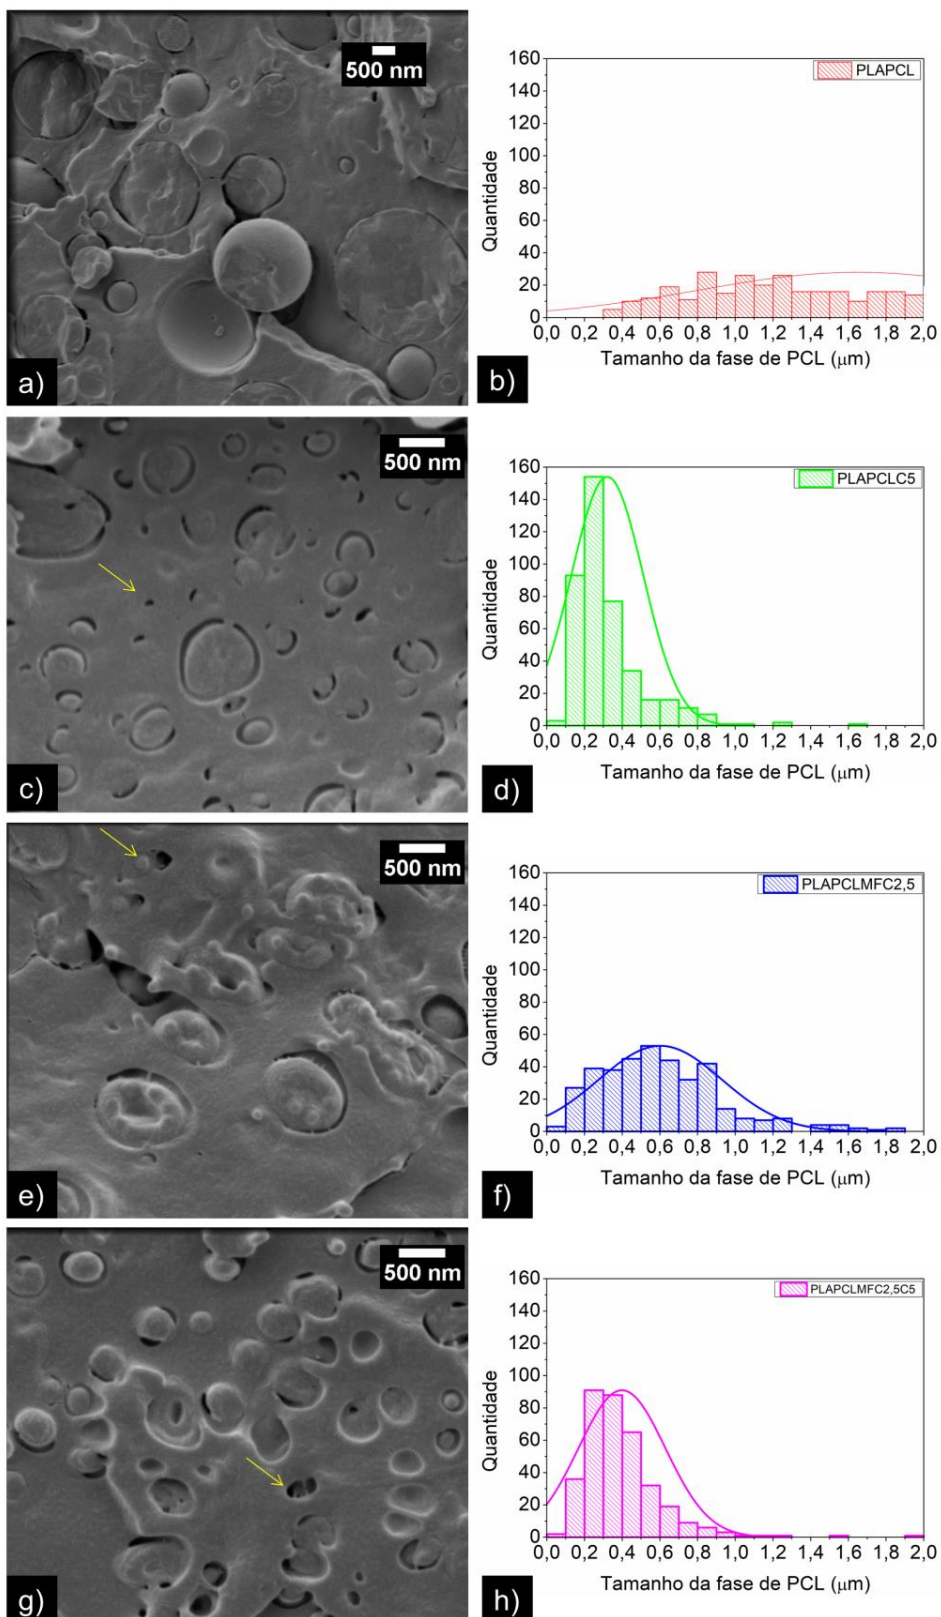 500 nm
a)
PLAPCL
160
140
120
100
80
60
40
20
0
Quantidade
0,0 0,2 0,4 0,6 0,8 1,0 1,2 1,4 1,6 1,8 2,0
Tamanho da fase de PCL (μm)
b)
500 nm
c)
PLAPCLC5
160
140
120
100
80
60
40
20
0
Quantidade
0,0 0,2 0,4 0,6 0,8 1,0 1,2 1,4 1,6 1,8 2,0
Tamanho da fase de PCL (μm)
d)
500 nm
e)
PLAPCLMFC2,5
160
140
120
100
80
60
40
20
0
Quantidade
0,0 0,2 0,4 0,6 0,8 1,0 1,2 1,4 1,6 1,8 2,0
Tamanho da fase de PCL (μm)
f)
500 nm
g)
PLAPCLMFC2,5C5
160
140
120
100
80
60
40
20
0
Quantidade
0,0 0,2 0,4 0,6 0,8 1,0 1,2 1,4 1,6 1,8 2,0
Tamanho da fase de PCL (μm)
h)